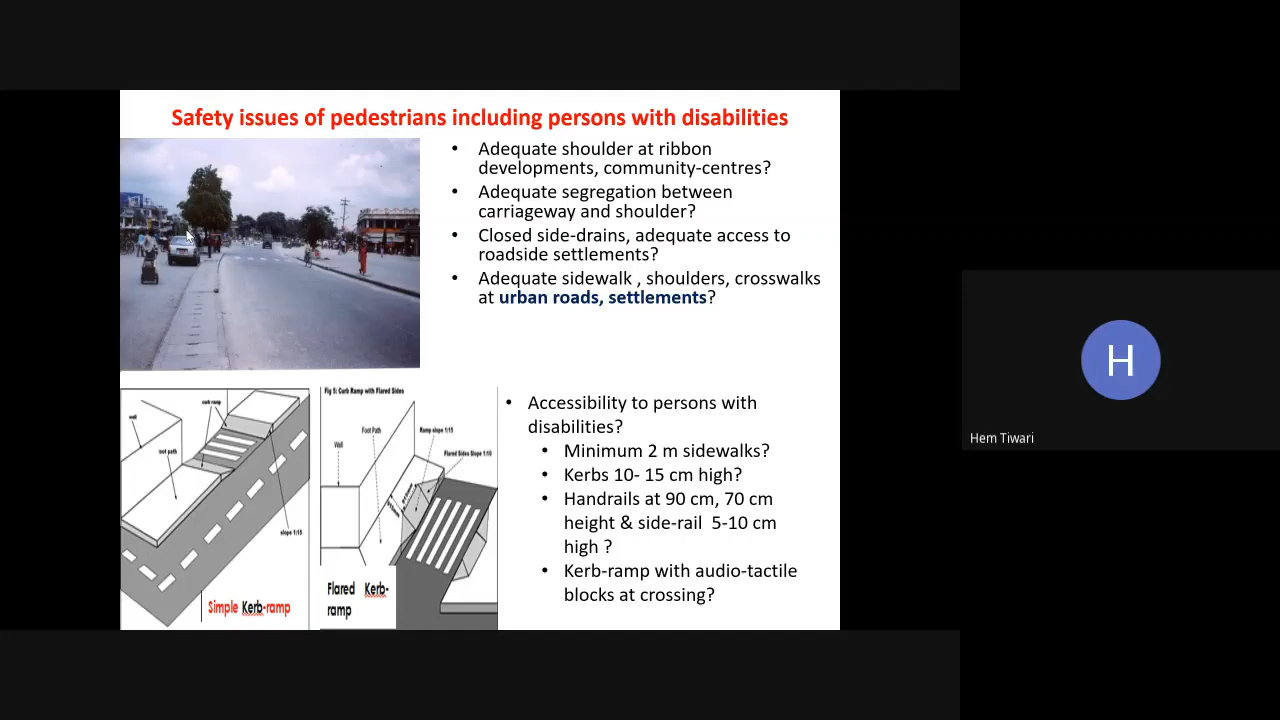 Safety issues of pedestrians including persons with disabilities
• Adequate shoulder at ribbon
developments, community-centres?
• Adequate segregation between
carriageway and shoulder?
• Closed side-drains, adequate access to
roadside settlements?
• Adequate sidewalk , shoulders, crosswalks
at urban roads, settlements?
curb ramp
wall
foot path
slope 1:15
Simple Kerb-ramp
Fig 5: Curb Ramp with Flared Sides
Foot Path
Ramp slope 1:15
Wall
Flared Sides Slope 1:10
Flared Kerb-
ramp
• Accessibility to persons with
disabilities?
• Minimum 2 m sidewalks?
• Kerbs 10- 15 cm high?
• Handrails at 90 cm, 70 cm
height & side-rail 5-10 cm
high ?
• Kerb-ramp with audio-tactile
blocks at crossing?
H
Hem Tiwari